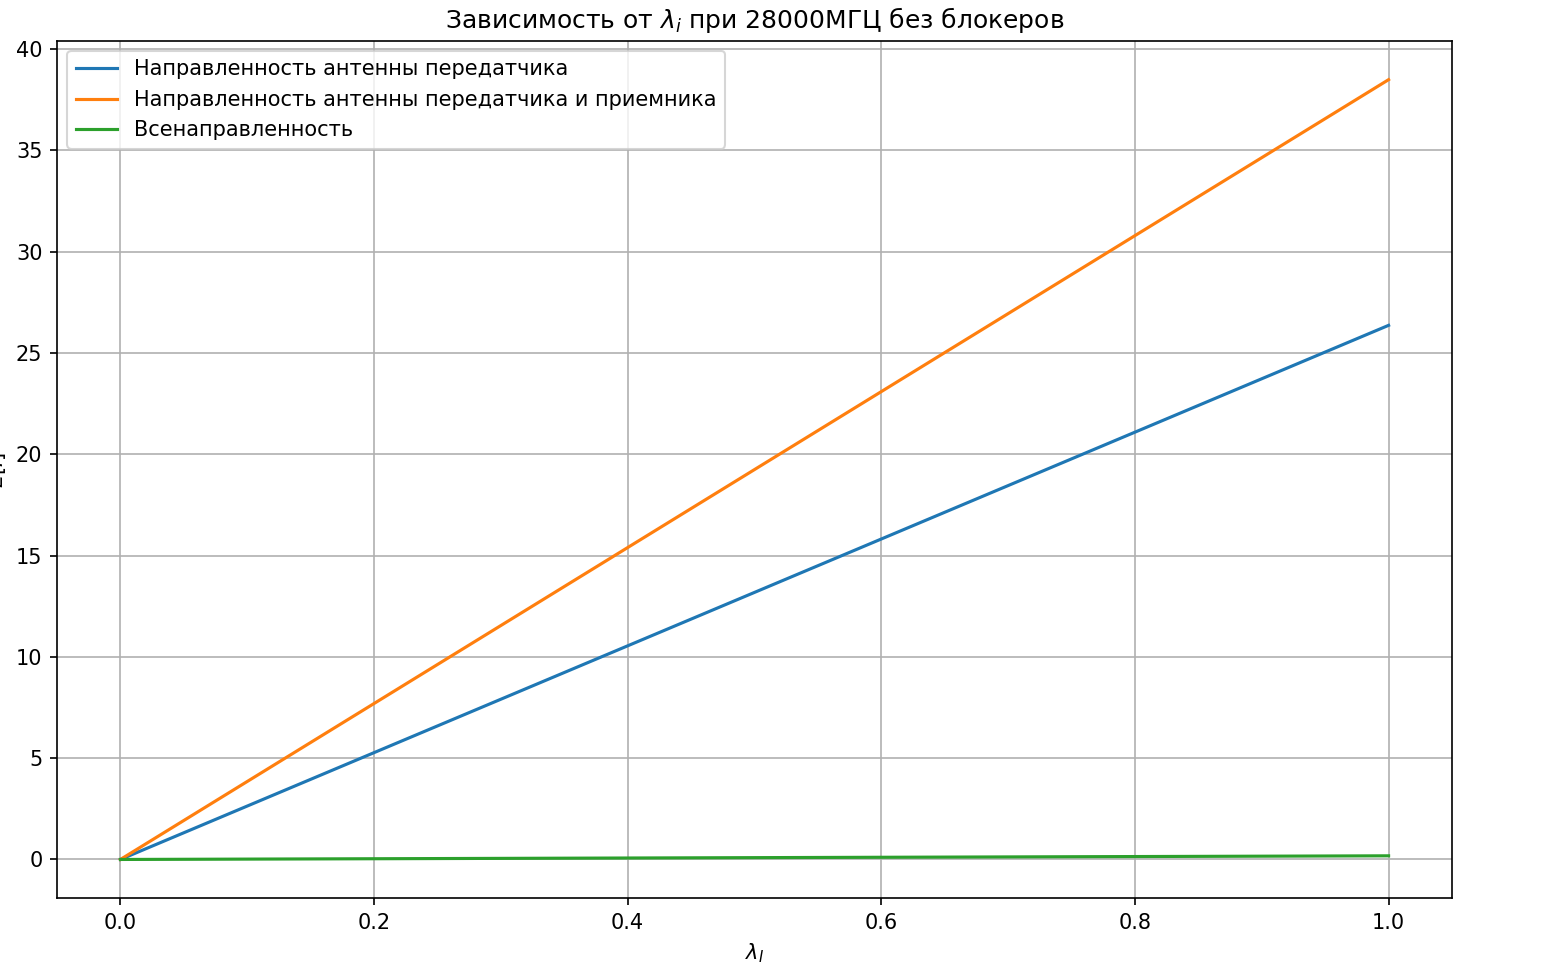 Зависимость от λi при 28000МГЦ без блокеров
Направленность антенны передатчика
Направленность антенны передатчика и приемника
Всенаправленность
40
35
30
25
20
15
10
5
0
0.0 0.2 0.4 0.6 0.8 1.0
λI